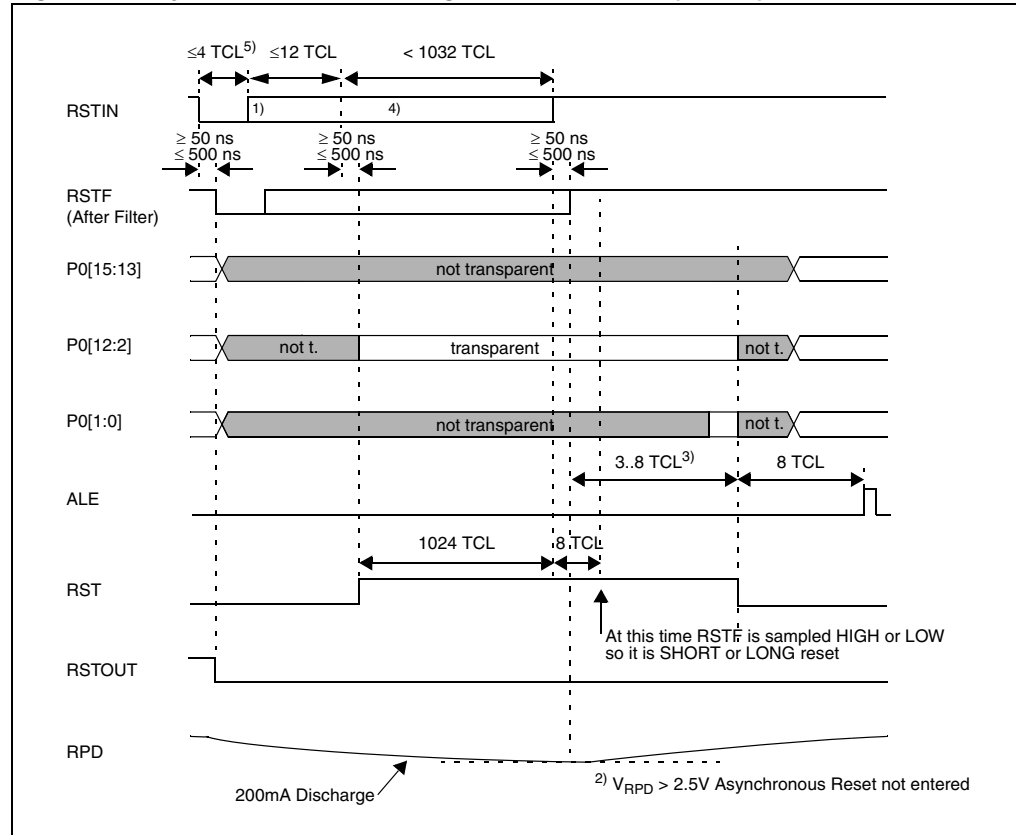 ≤4 TCL5) ≤12 TCL < 1032 TCL
RSTIN 1) 4)
≥ 50 ns ≥ 50 ns ≥ 50 ns
≤ 500 ns ≤ 500 ns ≤ 500 ns
RSTF
(After Filter)
P0[15:13] not transparent
P0[12:2] not t. transparent not t.
P0[1:0] not transparent not t.
3..8 TCL3) 8 TCL
ALE
1024 TCL 8 TCL
RST
At this time RSTF is sampled HIGH or LOW
so it is SHORT or LONG reset
RSTOUT
RPD
200mA Discharge
2) VRPD > 2.5V Asynchronous Reset not entered